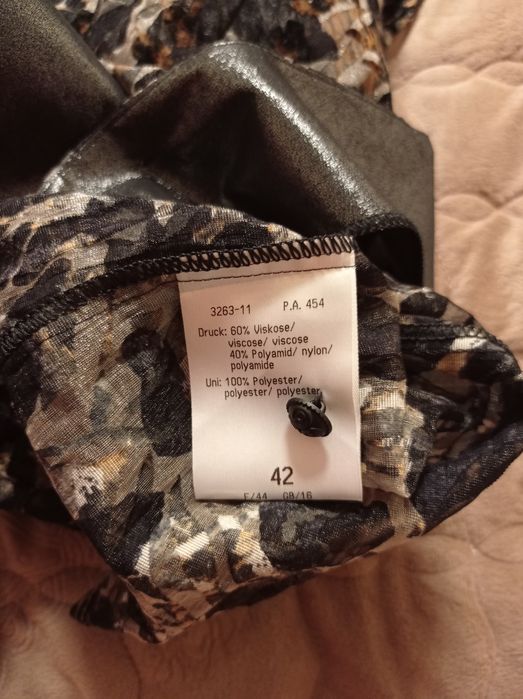 3263-11 P.A. 454
Druck: 60% Viskose/
viscose/ viscose
40% Polyamid/ nylon/
polyamide
Uni: 100% Polyester/
polyester/ polyester
42
F/44 GB/16